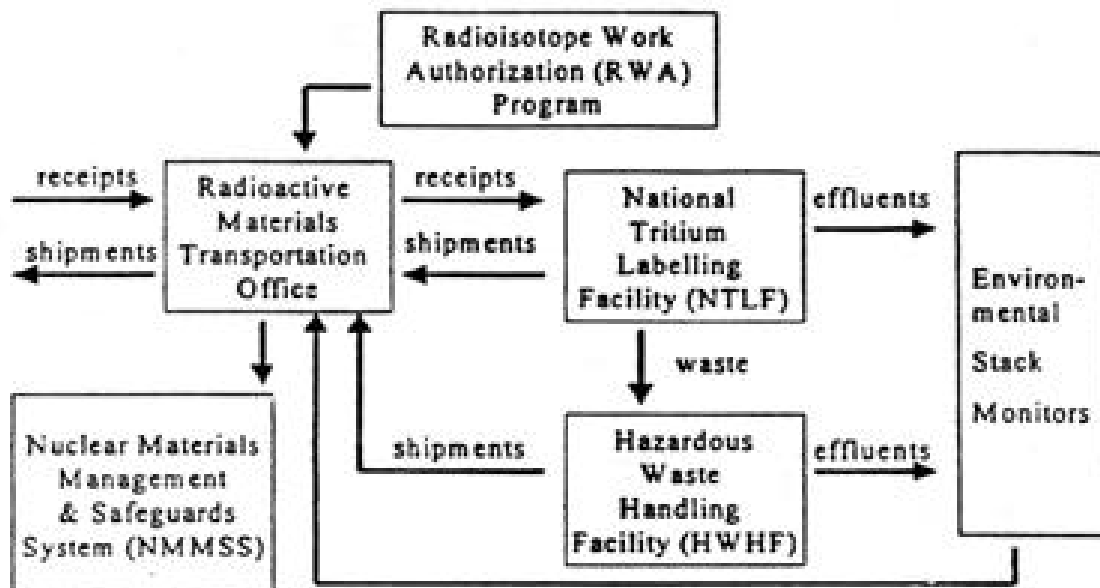 Radioisotope Work
Authorization (RWA)
Program
receipts
shipments
Radioactive
Materials
Transportation
Office
receipts
shipments
National
Tritium
Labelling
Facility (NTLF)
effluents
Environ-
mental
Stack
Monitors
waste
Nuclear Materials
Management
& Safeguards
System (NMMSS)
shipments
Hazardous
Waste
Handling
Facility (HWHF)
effluents